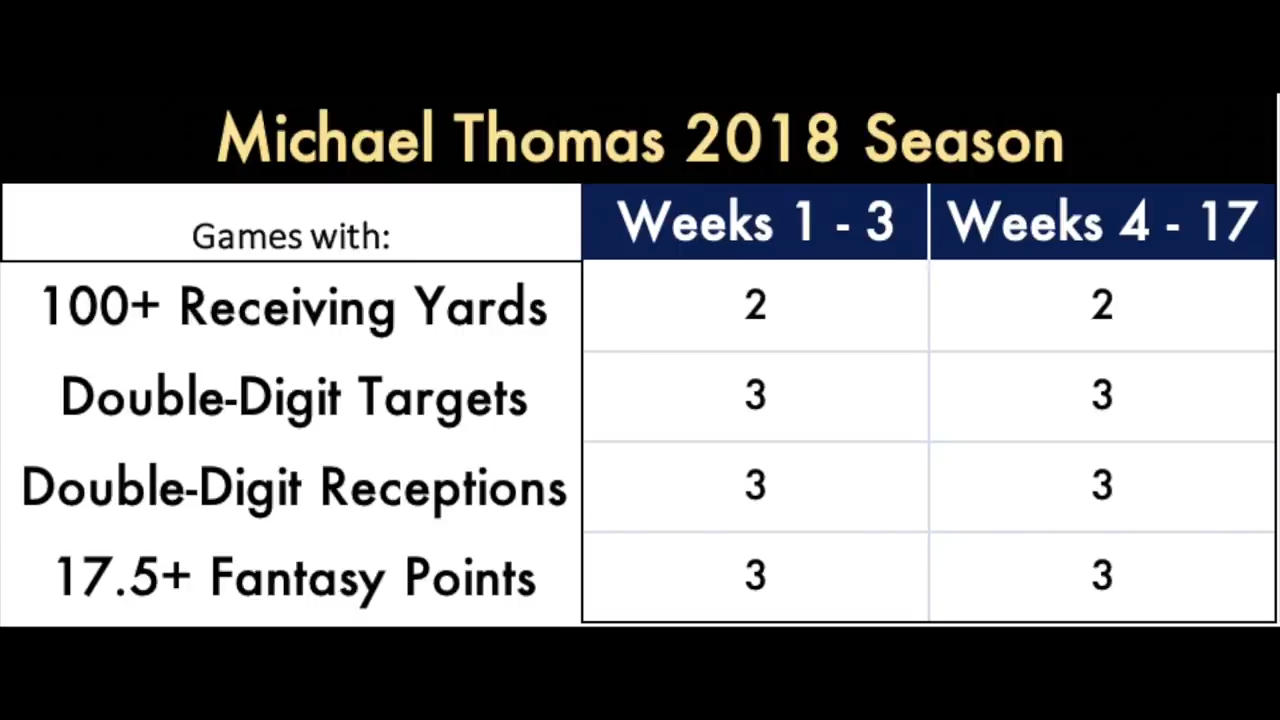 Michael Thomas 2018 Season
Games with: Weeks 1 - 3 Weeks 4 - 17
100+ Receiving Yards 2 2
Double-Digit Targets 3 3
Double-Digit Receptions 3 3
17.5+ Fantasy Points 3 3